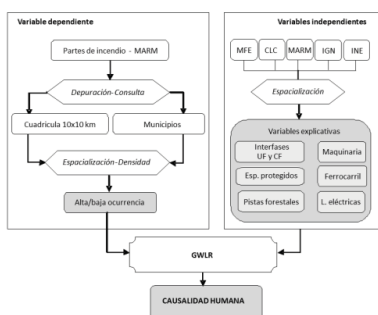 Variable dependiente
Partes de incendio - MARM
Depuración-Consulta
Cuadrícula 10x10 km
Municipios
Espacialización-Densidad
Alta/baja ocurrencia
Variables independientes
MFE
CLC
MARM
IGN
INE
Espacialización
Variables explicativas
Interfases
UF y CF
Maquinaria
Esp. protegidos
Ferrocarril
Pistas forestales
L. eléctricas
GWLR
CAUSALIDAD HUMANA